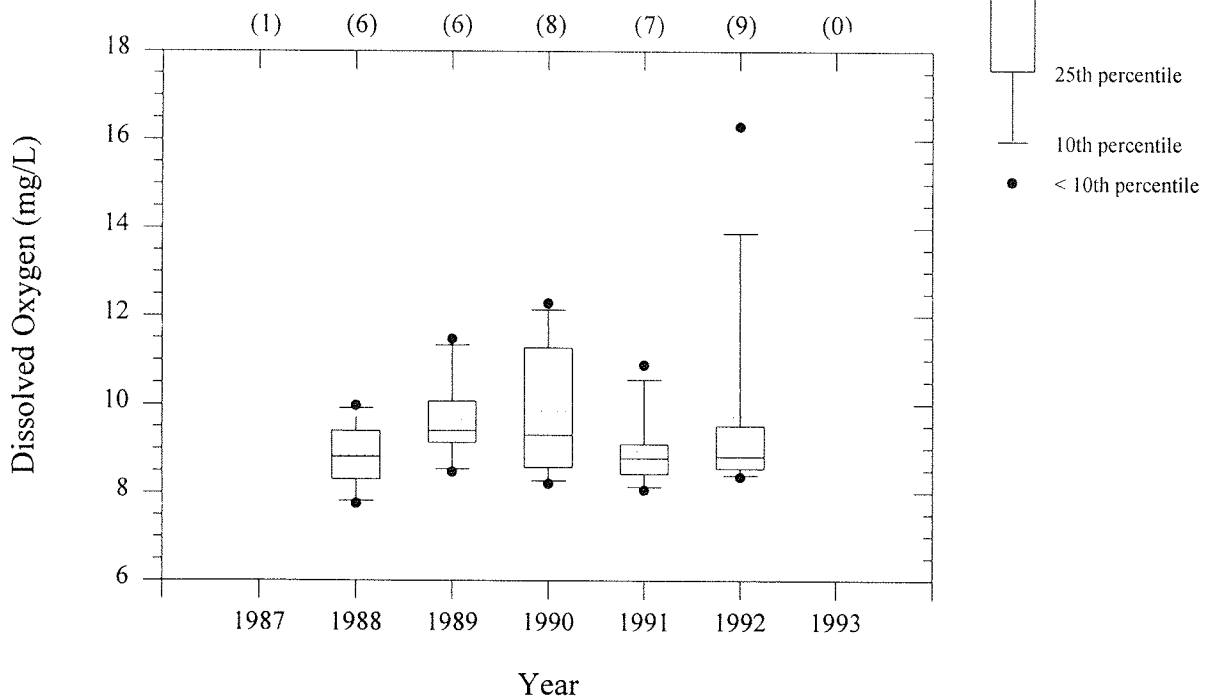 (1) (6) (6) (8) (7) (9) (0)
18
16
14
12
10
8
6
Dissolved Oxygen (mg/L)
1987 1988 1989 1990 1991 1992 1993
Year
25th percentile
10th percentile
< 10th percentile